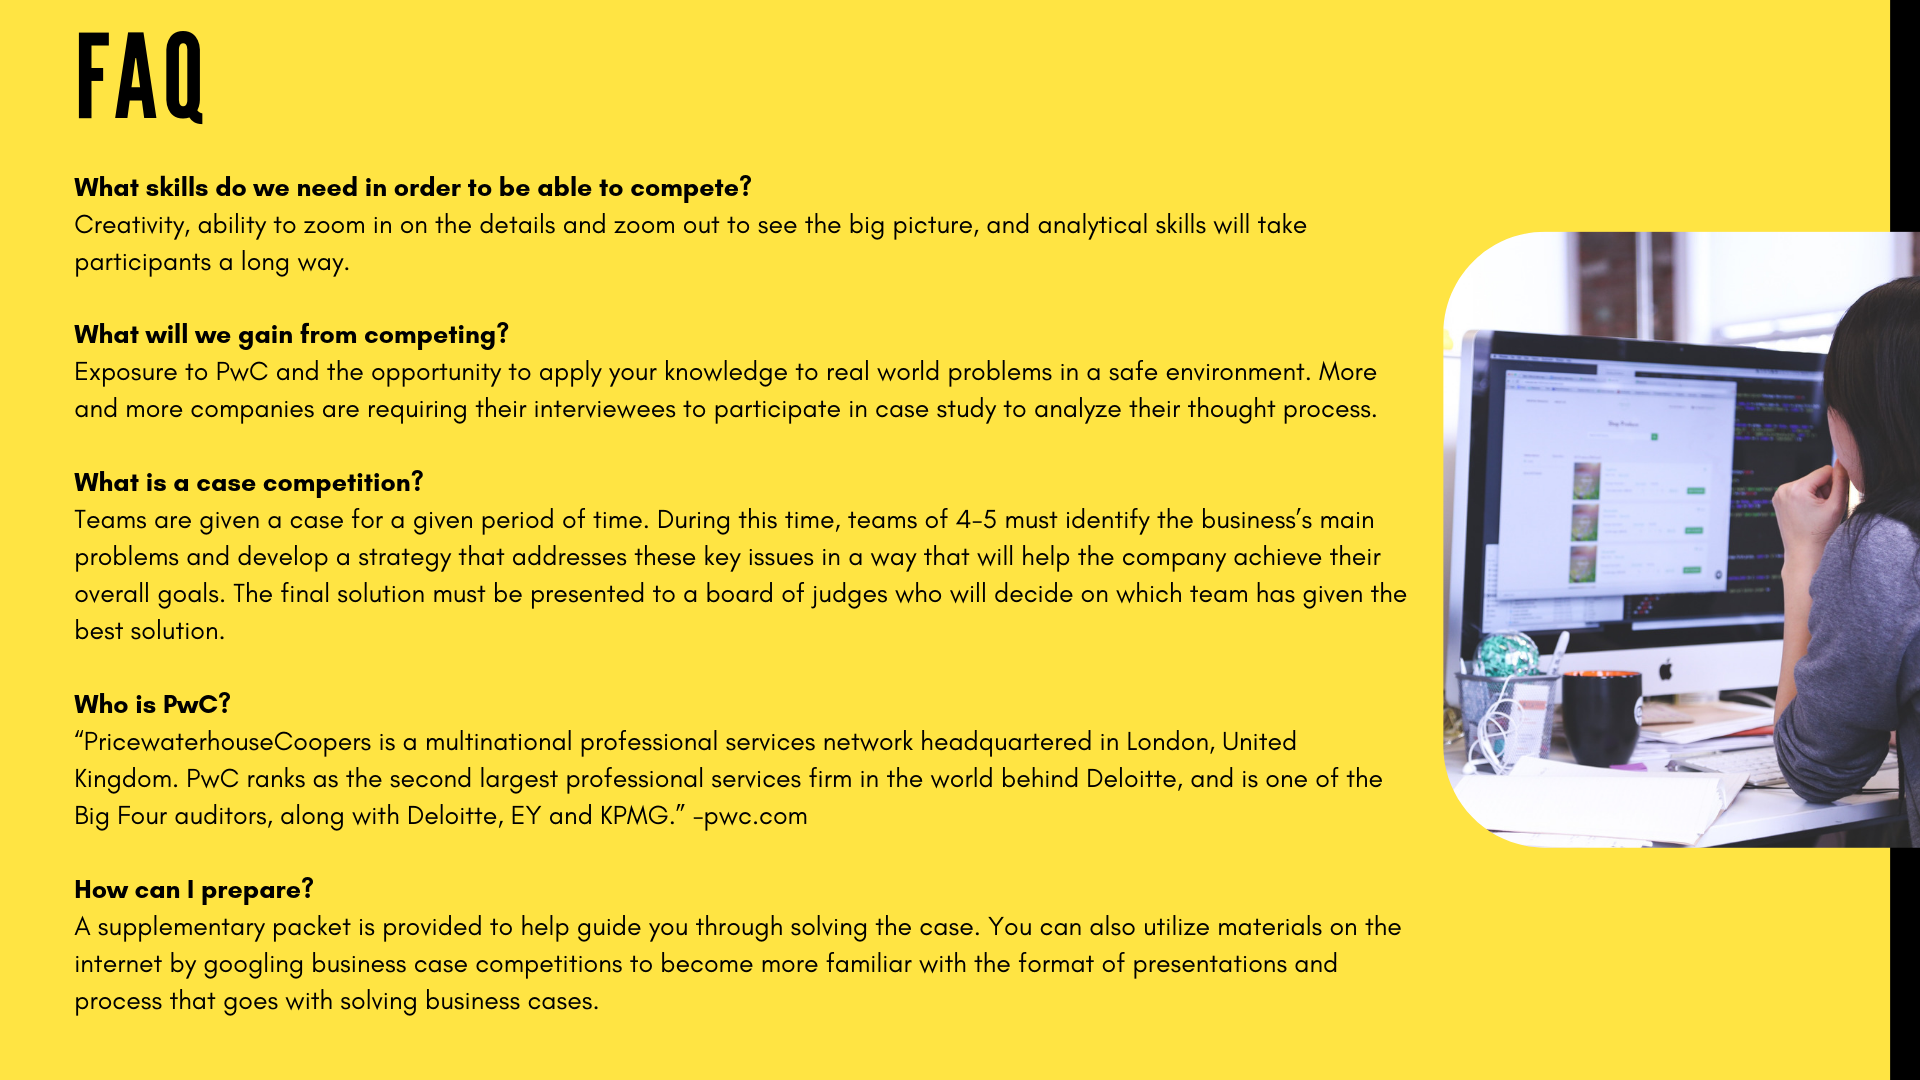 FAQ
What skills do we need in order to be able to compete?
Creativity, ability to zoom in on the details and zoom out to see the big picture, and analytical skills will take
participants a long way.
What will we gain from competing?
Exposure to PwC and the opportunity to apply your knowledge to real world problems in a safe environment. More
and more companies are requiring their interviewees to participate in case study to analyze their thought process.
What is a case competition?
Teams are given a case for a given period of time. During this time, teams of 4-5 must identify the business’s main
problems and develop a strategy that addresses these key issues in a way that will help the company achieve their
overall goals. The final solution must be presented to a board of judges who will decide on which team has given the
best solution.
Who is PwC?
“PricewaterhouseCoopers is a multinational professional services network headquartered in London, United
Kingdom. PwC ranks as the second largest professional services firm in the world behind Deloitte, and is one of the
Big Four auditors, along with Deloitte, EY and KPMG.” -pwc.com
How can I prepare?
A supplementary packet is provided to help guide you through solving the case. You can also utilize materials on the
internet by googling business case competitions to become more familiar with the format of presentations and
process that goes with solving business cases.